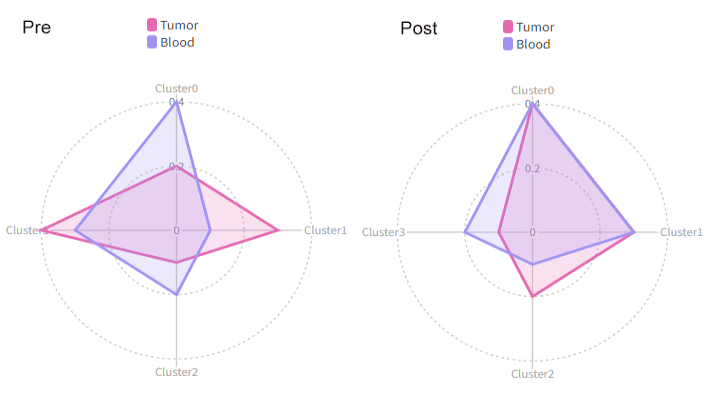 Pre
Tumor
Blood
Cluster0
0.4
0.2
0
Cluster1
Cluster2
Post
Tumor
Blood
Cluster0
0.4
0.2
0
Cluster3
Cluster1
Cluster2